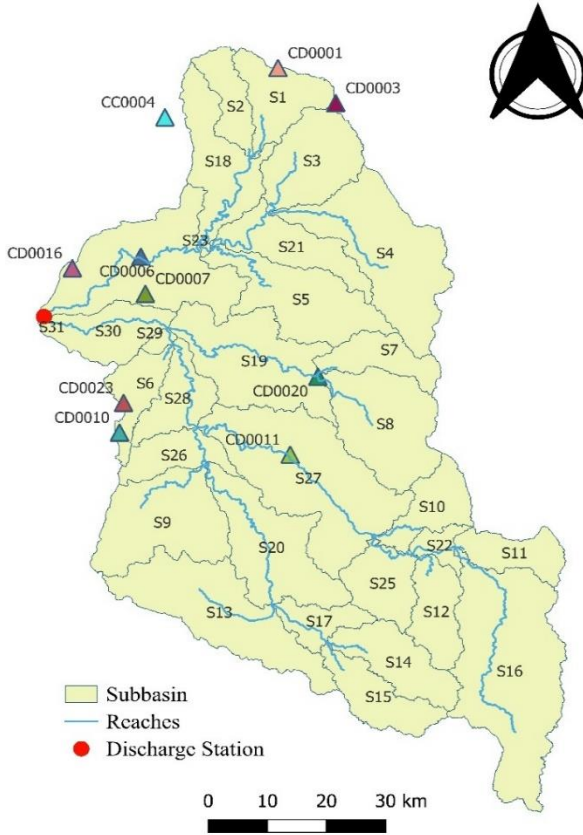 CD0001
CD0003
CC0004
S2
S1
S18
S3
S23
S21
S4
CD0016
CD0006
CD0007
S5
S31
S30
S29
S7
S19
CD0020
CD0023
S6
S28
CD0010
S8
CD0011
S26
S27
S9
S10
S20
S22
S11
S25
S13
S12
S17
S14
S16
S15
Subbasin
Reaches
Discharge Station
0 10 20 30 km